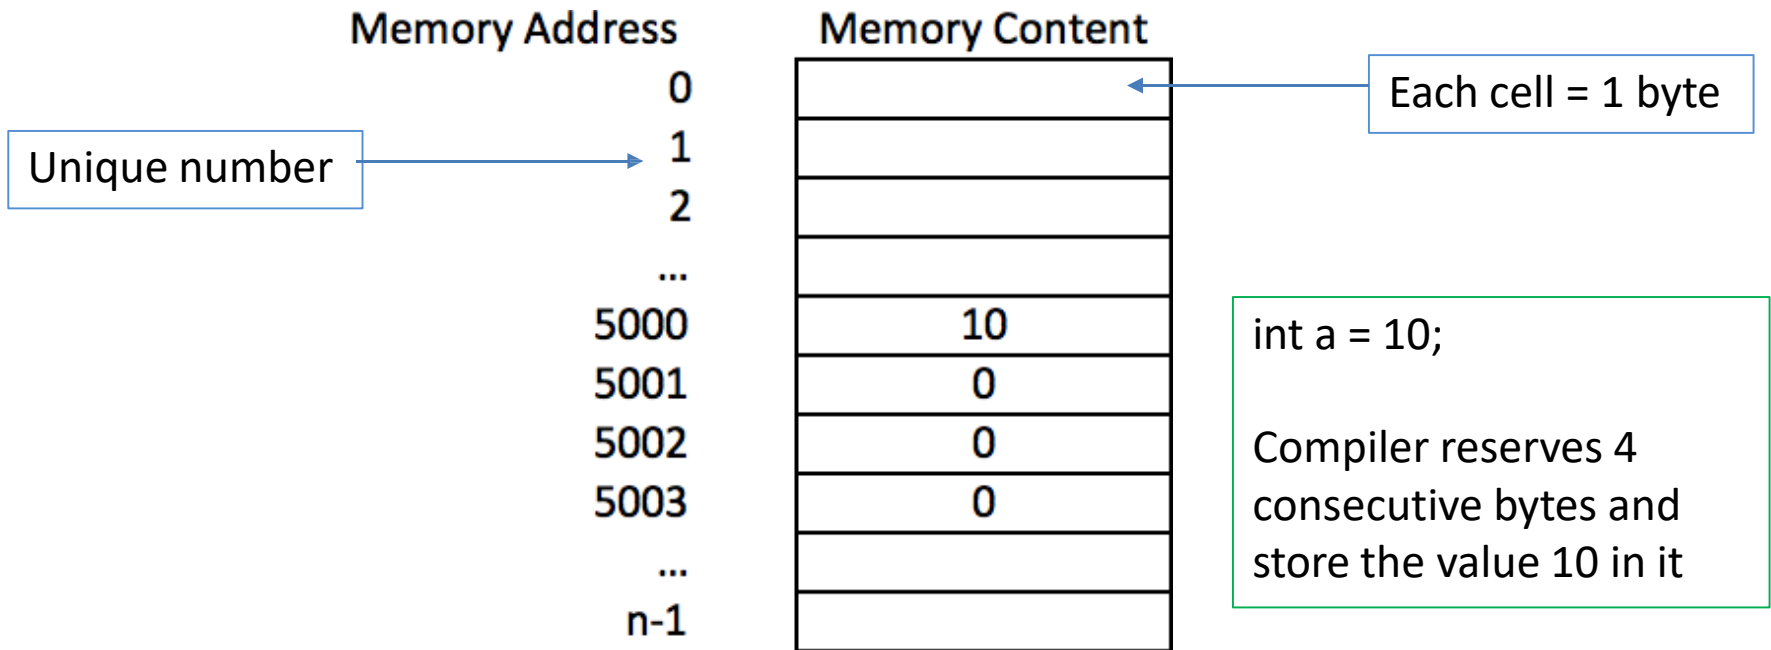 Memory Address Memory Content
0
Each cell = 1 byte
1
Unique number
2
...
5000 10
int a = 10;
5001 0
5002 0
Compiler reserves 4
5003 0
consecutive bytes and
...
store the value 10 in it
n-1